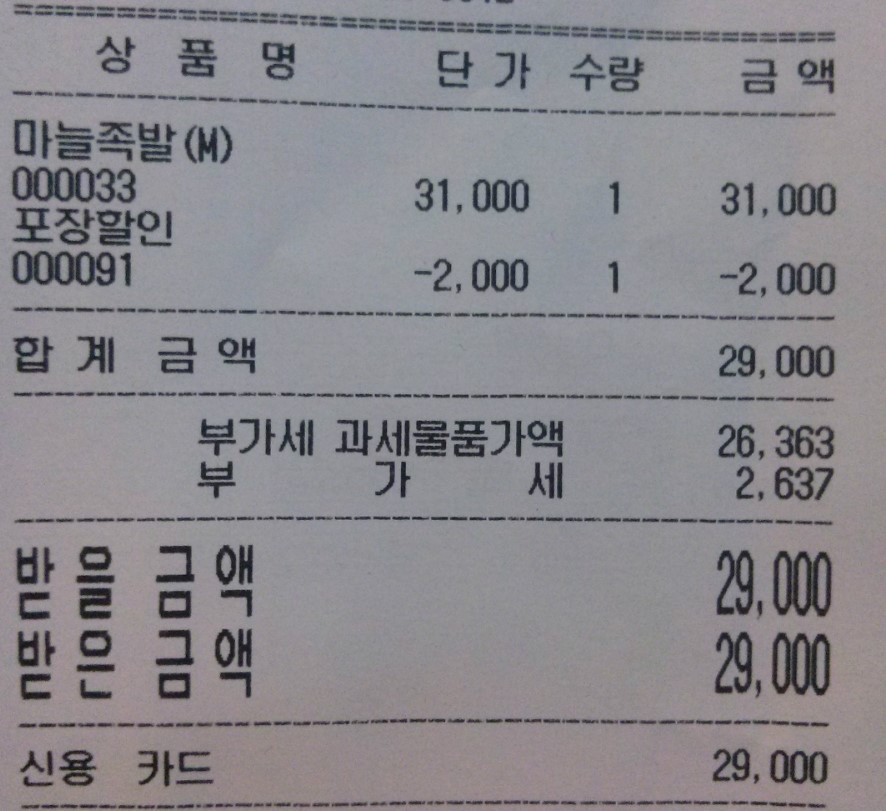 상 품 명 단 가 수량 금 액
마늘족발(M)
000033 31,000 1 31,000
포장할인
000091 -2,000 1 -2,000
합 계 금 액 29,000
부가세 과세물품가액 26,363
부 가 세 2,637
받 을 금 액 29,000
받 은 금 액 29,000
신용 카드 29,000